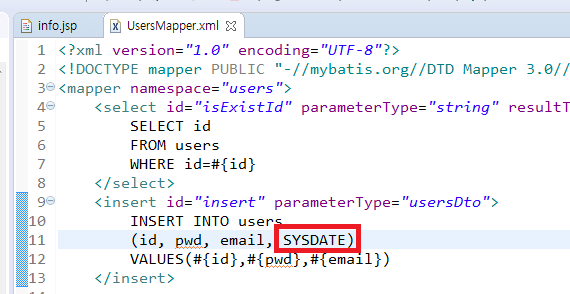 info.jsp UsersMapper.xml
1 <?xml version="1.0" encoding="UTF-8"?>
2 <!DOCTYPE mapper PUBLIC "-//mybatis.org//DTD Mapper 3.0//
3 <mapper namespace="users">
4 <select id="isExistId" parameterType="string" resultT
5 SELECT id
6 FROM users
7 WHERE id=#{id}
8 </select>
9 <insert id="insert" parameterType="usersDto">
10 INSERT INTO users
11 (id, pwd, email, SYSDATE)
12 VALUES(#{id},#{pwd},#{email})
13 </insert>